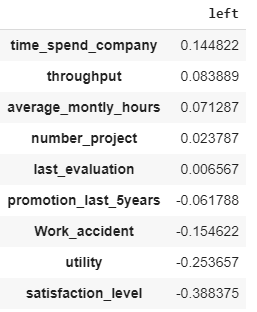 left
time_spend_company 0.144822
throughput 0.083889
average_montly_hours 0.071287
number_project 0.023787
last_evaluation 0.006567
promotion_last_5years -0.061788
Work_accident -0.154622
utility -0.253657
satisfaction_level -0.388375